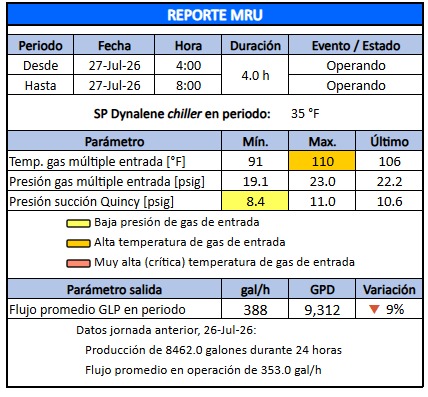 REPORTE MRU
Periodo Fecha Hora Duración Evento / Estado
Desde 27-Jul-26 4:00 4.0 h Operando
Hasta 27-Jul-26 8:00 Operando
SP Dynalene chiller en periodo: 35 °F
Parámetro Mín. Max. Último
Temp. gas múltiple entrada [°F] 91 110 106
Presión gas múltiple entrada [psig] 19.1 23.0 22.2
Presión succión Quincy [psig] 8.4 11.0 10.6
Baja presión de gas de entrada
Alta temperatura de gas de entrada
Muy alta (crítica) temperatura de gas de entrada
Parámetro salida gal/h GPD Variación
Flujo promedio GLP en periodo 388 9,312 ▼ 9%
Datos jornada anterior, 26-Jul-26:
Producción de 8462.0 galones durante 24 horas
Flujo promedio en operación de 353.0 gal/h